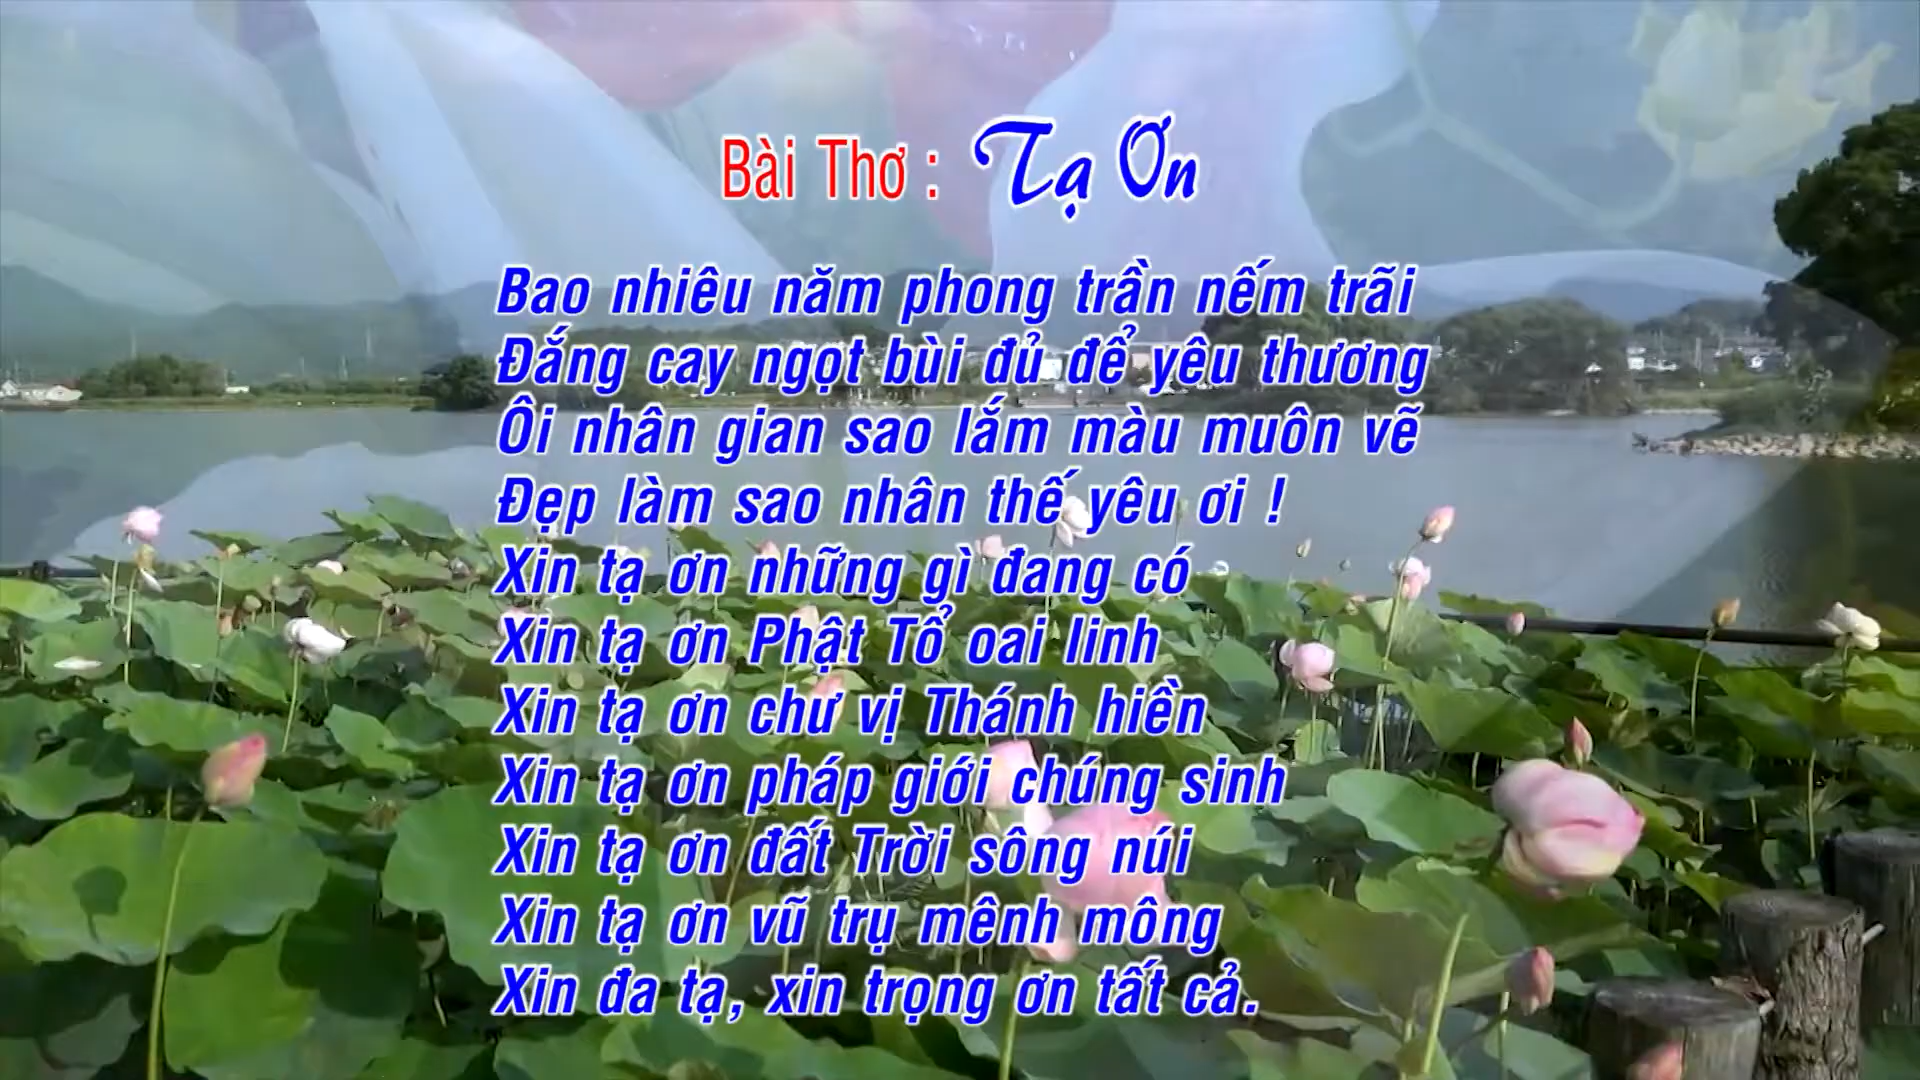 Bài Thơ : Tạ Ơn
Bao nhiêu năm phong trần nếm trãi
Đắng cay ngọt bùi đủ để yêu thương
Ôi nhân gian sao lắm màu muôn vẽ
Đẹp làm sao nhân thế yêu ơi !
Xin tạ ơn những gì đang có
Xin tạ ơn Phật Tổ oai linh
Xin tạ ơn chư vị Thánh hiền
Xin tạ ơn pháp giới chúng sinh
Xin tạ ơn đất Trời sông núi
Xin tạ ơn vũ trụ mênh mông
Xin đa tạ, xin trọng ơn tất cả.